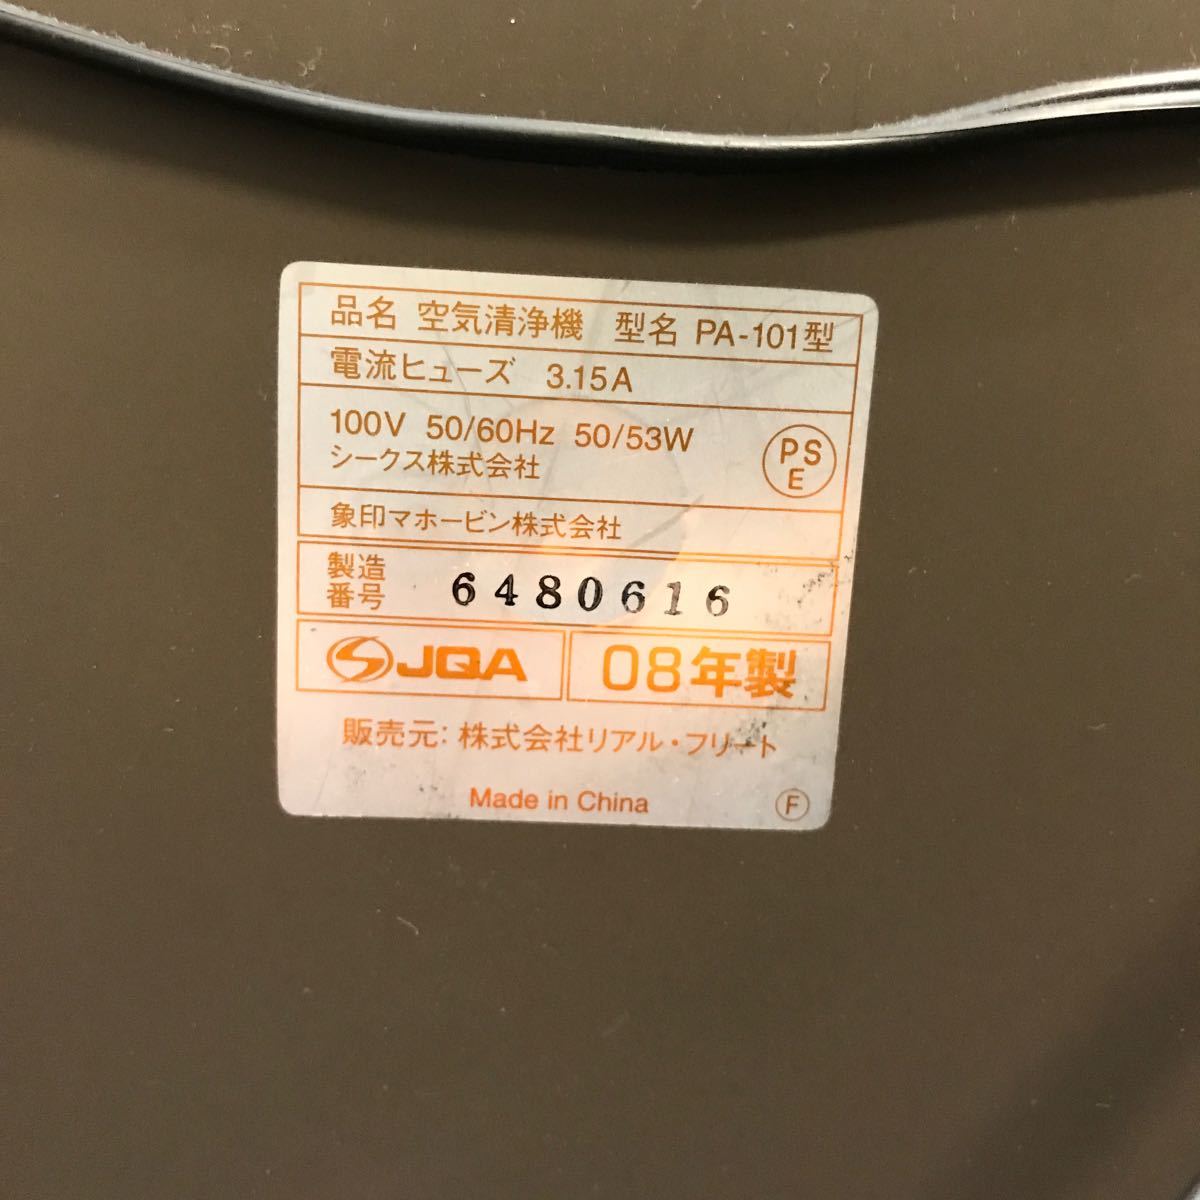 品名 空気清浄機 型名 PA-101型
電流ヒューズ 3.15A
100V 50/60Hz 50/53W
シークス株式会社
PS
E
象印マホービン株式会社
製造
番号 6480616
JQA 08年製
販売元: 株式会社リアル・フリート
Made in China F